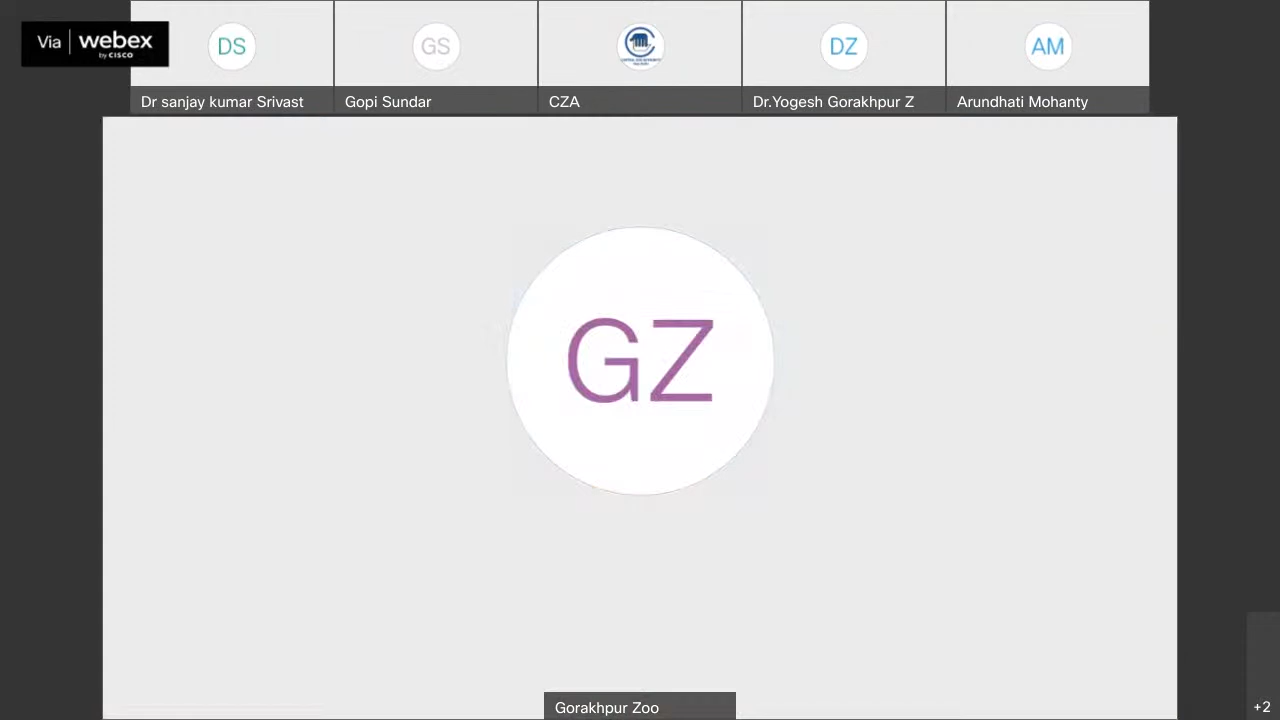 Via webex
by CISCO
DS
GS
DZ
AM
Dr sanjay kumar Srivast
Gopi Sundar
CZA
Dr.Yogesh Gorakhpur Z
Arundhati Mohanty
GZ
Gorakhpur Zoo
+2